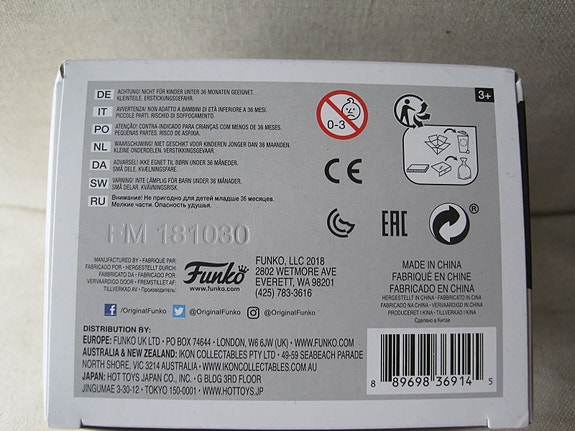 DE ACHTUNG! NICHT FÜR KINDER UNTER 36 MONATEN GEEIGNET.
KLEINTEILE. ERSTICKUNGSGEFAHR.
IT AVVERTENZA! NON ADATTO A BAMBINI DI ETÀ INFERIORE A 36 MESI.
PICCOLE PARTI. RISCHIO DI SOFFOCAMENTO.
PO ATENÇÃO! CONTRA-INDICADO PARA CRIANÇAS COM MENOS DE 36 MESES.
PEQUENAS PARTES. RISCO DE ASFIXIA.
NL WAARSCHUWING! NIET GESCHIKT VOOR KINDEREN JONGER DAN 36 MAANDEN.
KLEINE ONDERDELEN. VERSTIKKINGSGEVAAR.
DA ADVARSEL! IKKE EGNET TIL BØRN UNDER 36 MÅNEDER.
SMÅ DELE. KVÆLNINGSFARE.
SW VARNING! INTE LÄMPLIG FÖR BARN UNDER 36 MÅNADER.
SMÅ DELAR. KVÄVNINGSRISK.
RU Внимание! Не пригодно для детей младше 36 месяцев.
Мелкие части. Опасность удушья.
0-3
3+
CE
EAC
®
FM 181030
MANUFACTURED BY • FABRIQUÉ PAR
FABRICADO POR • HERGESTELLT DURCH
FABBRICATO DA • FABRICADO POR
VERVAARDIGD DOOR • FREMSTILLET AF
TILLVERKKO AV • Производитель:
Funko
www.funko.com
FUNKO, LLC 2018
2802 WETMORE AVE
EVERETT, WA 98201
(425) 783-3616
MADE IN CHINA
FABRIQUÉ EN CHINE
FABRICADO EN CHINA
HERGESTELLT IN CHINA • FABBRICATO IN CINA
FABRICADO NA CHINA • VERVAARDIGD IN CHINA
PRODUCERET I KINA • TILLVERKAD I KINA
Сделано в Китае
/OriginalFunko @OriginalFunko @OriginalFunko
DISTRIBUTION BY:
EUROPE: FUNKO UK LTD • PO BOX 74644 • LONDON, W6 6JW (UK) • WWW.FUNKO.COM
AUSTRALIA & NEW ZEALAND: IKON COLLECTABLES PTY LTD • 49-59 SEABEACH PARADE
NORTH SHORE, VIC 3214 AUSTRALIA • WWW.IKONCOLLECTABLES.COM.AU
JAPAN: HOT TOYS JAPAN CO., INC. • G BLDG 3RD FLOOR
JINGUMAE 3-30-12 • TOKYO 150-0001 • WWW.HOTTOYS.JP
8 89698 36914 5